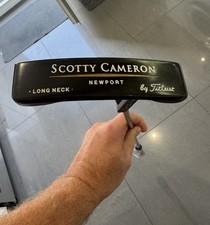 SCOTTY CAMERON
NEWPORT
· LONG NECK · By Titleist